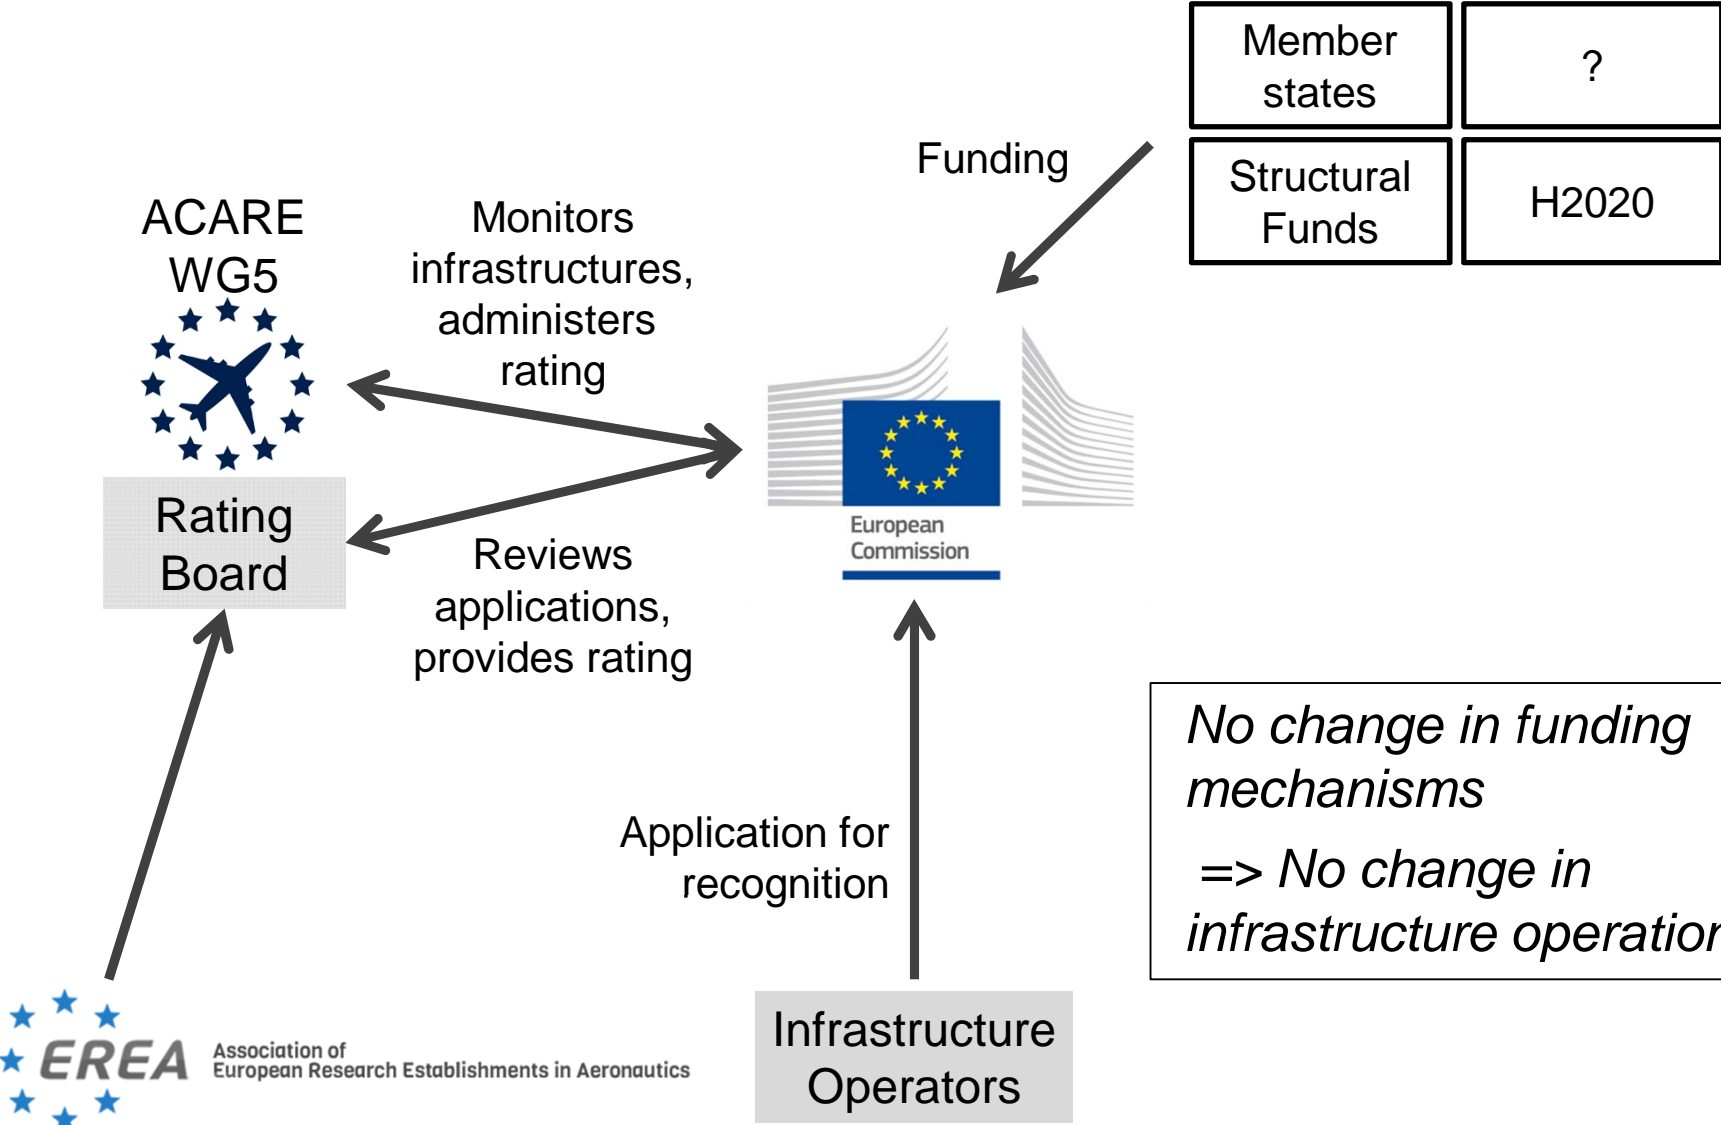 Member
states
?
Funding
Structural
Funds
H2020
ACARE
WG5
Monitors
infrastructures,
administers
rating
Rating
Board
European
Commission
Reviews
applications,
provides rating
No change in funding
mechanisms
=> No change in
infrastructure operation
Application for
recognition
EREA
Association of
European Research Establishments in Aeronautics
Infrastructure
Operators